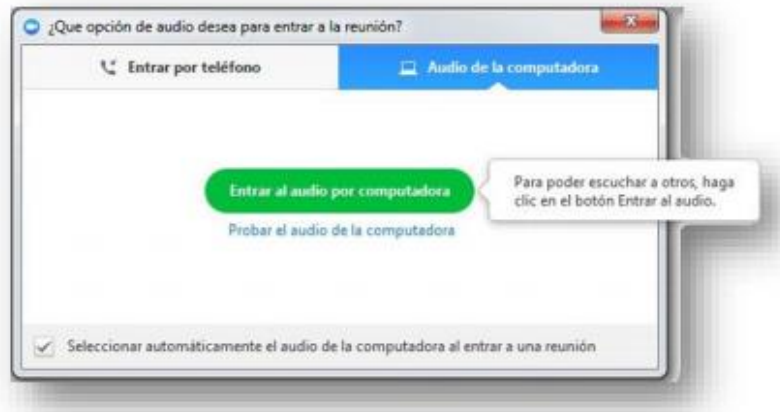 ¿Que opción de audio desea para entrar a la reunión?
Entrar por teléfono
Audio de la computadora
Entrar al audio por computadora
Para poder escuchar a otros, haga
clic en el botón Entrar al audio.
Probar el audio de la computadora
Seleccionar automáticamente el audio de la computadora al entrar a una reunión